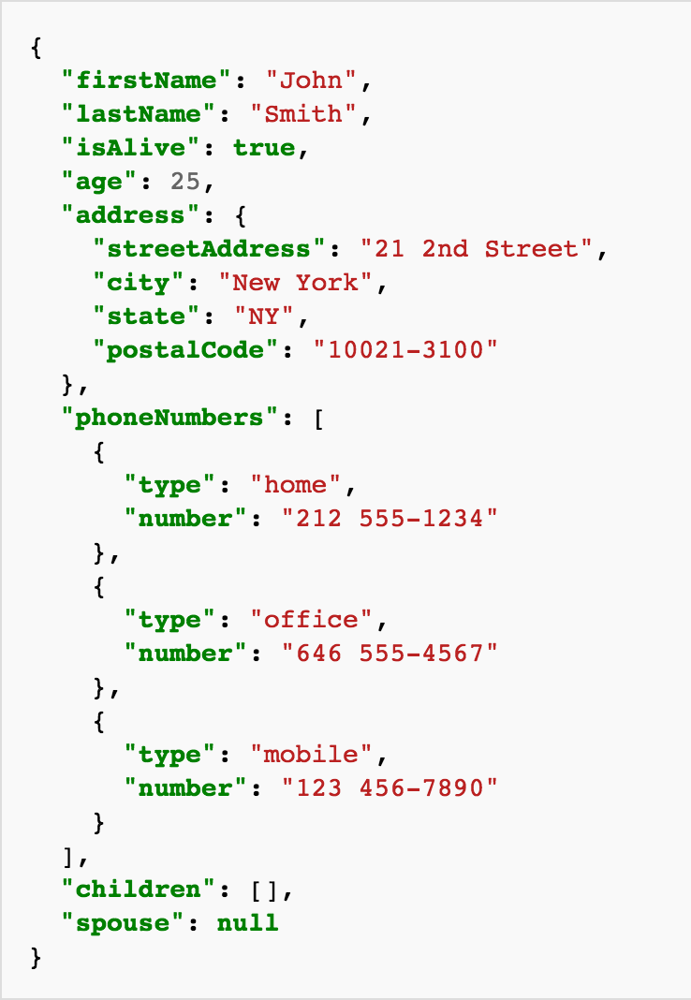 {
  "firstName": "John",
  "lastName": "Smith",
  "isAlive": true,
  "age": 25,
  "address": {
    "streetAddress": "21 2nd Street",
    "city": "New York",
    "state": "NY",
    "postalCode": "10021-3100"
  },
  "phoneNumbers": [
    {
      "type": "home",
      "number": "212 555-1234"
    },
    {
      "type": "office",
      "number": "646 555-4567"
    },
    {
      "type": "mobile",
      "number": "123 456-7890"
    }
  ],
  "children": [],
  "spouse": null
}